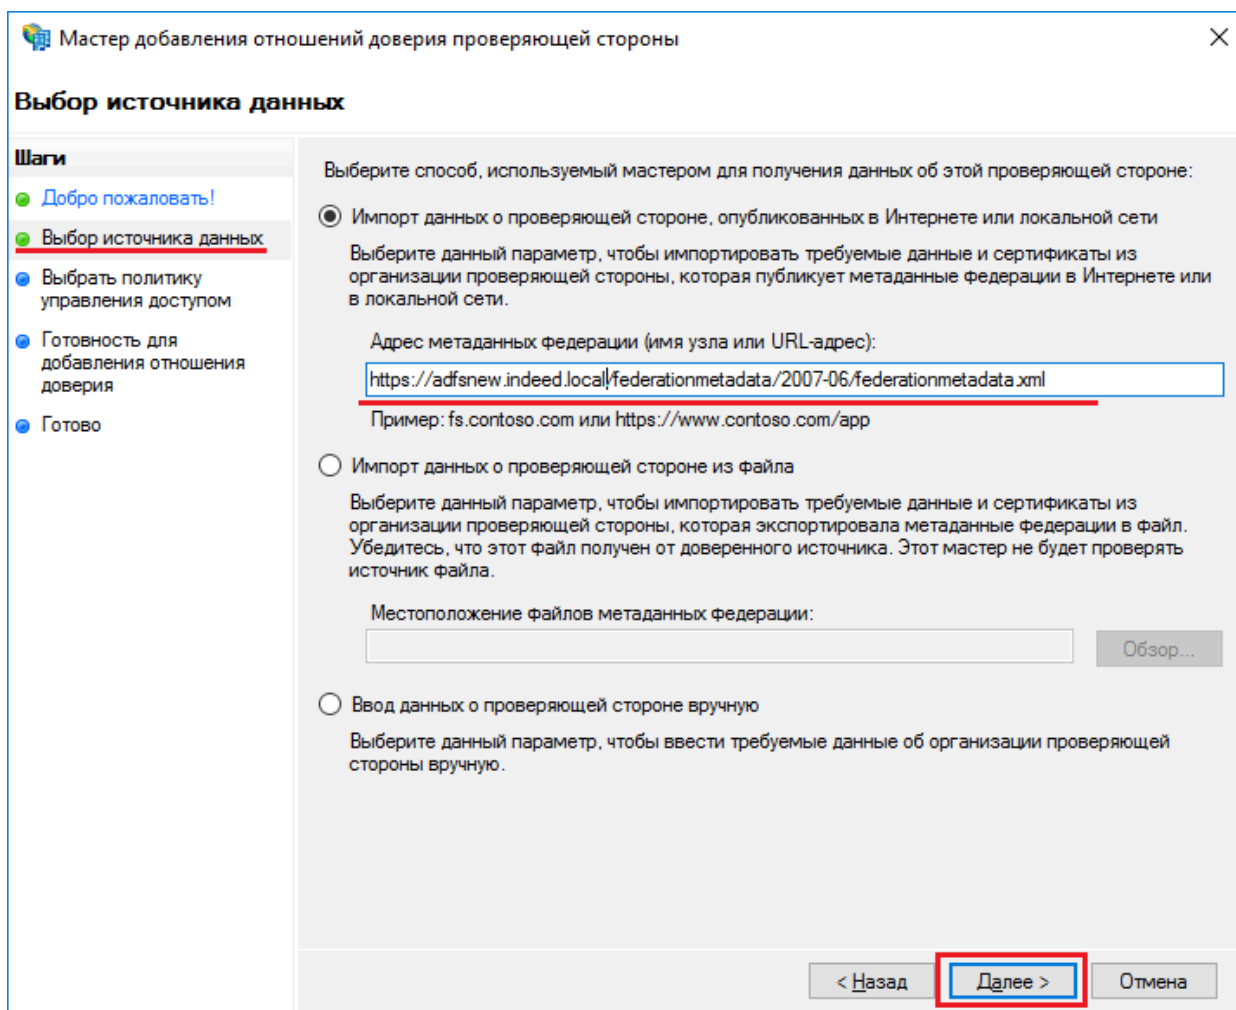 Мастер добавления отношений доверия проверяющей стороны
Выбор источника данных
Шаги
Добро пожаловать!
Выбор источника данных
Выбрать политику
управления доступом
Готовность для
добавления отношения
доверия
Готово
Выберите способ, используемый мастером для получения данных об этой проверяющей стороне:
Импорт данных о проверяющей стороне, опубликованных в Интернете или локальной сети
Выберите данный параметр, чтобы импортировать требуемые данные и сертификаты из
организации проверяющей стороны, которая публикует метаданные федерации в Интернете или
в локальной сети.
Адрес метаданных федерации (имя узла или URL-адрес):
https://adfsnew.indeed.local/federationmetadata/2007-06/federationmetadata.xml
Пример: fs.contoso.com или https://www.contoso.com/app
Импорт данных о проверяющей стороне из файла
Выберите данный параметр, чтобы импортировать требуемые данные и сертификаты из
организации проверяющей стороны, которая экспортировала метаданные федерации в файл.
Убедитесь, что этот файл получен от доверенного источника. Этот мастер не будет проверять
источник файла.
Местоположение файлов метаданных федерации:
Обзор...
Ввод данных о проверяющей стороне вручную
Выберите данный параметр, чтобы ввести требуемые данные об организации проверяющей
стороны вручную.
< Назад
Далее >
Отмена